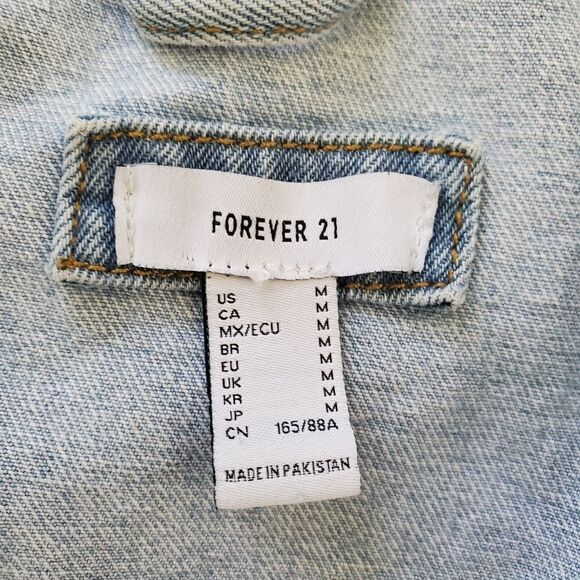 FOREVER 21
US M
CA M
MX/ECU M
BR M
EU M
UK M
KR M
JP M
CN 165/88A
MADE IN PAKISTAN